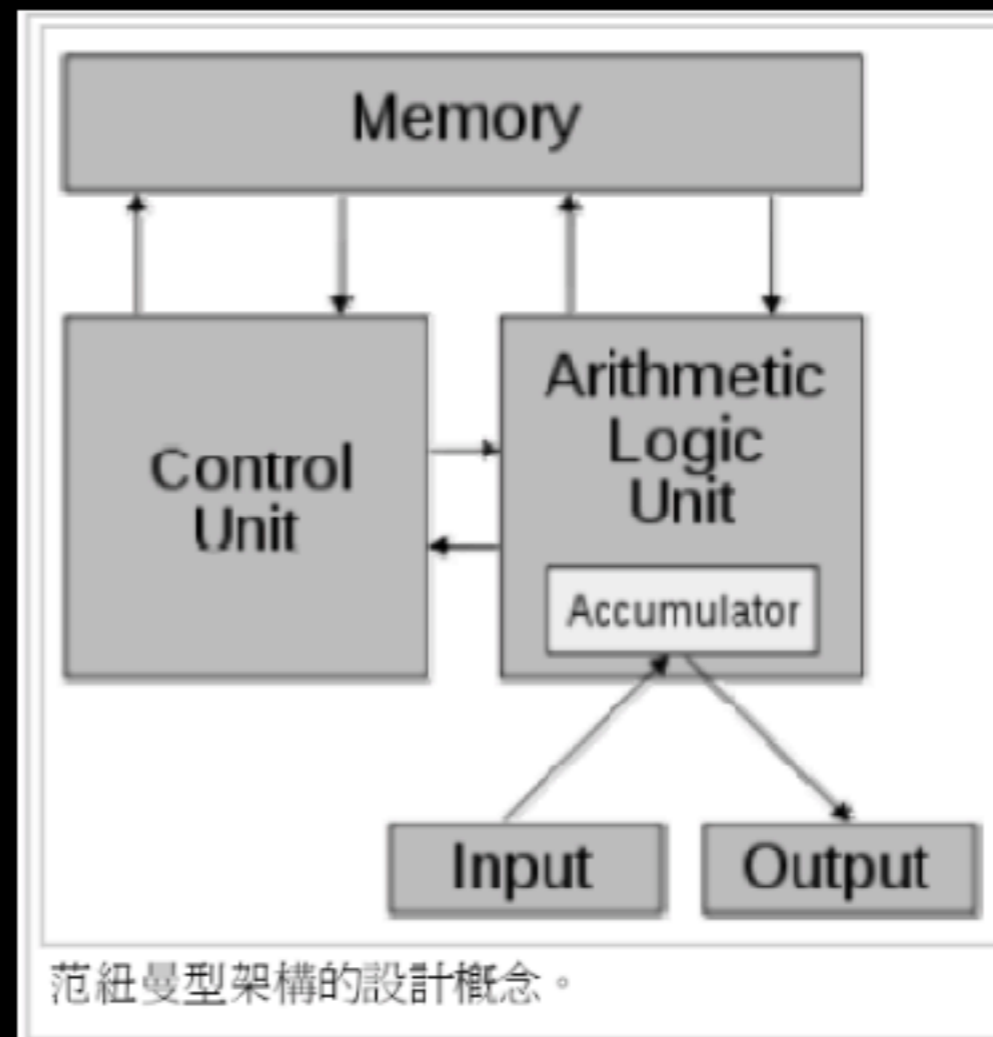 Memory
Control
Unit
Arithmetic
Logic
Unit
Accumulator
Input
Output
范紐曼型架構的設計概念。